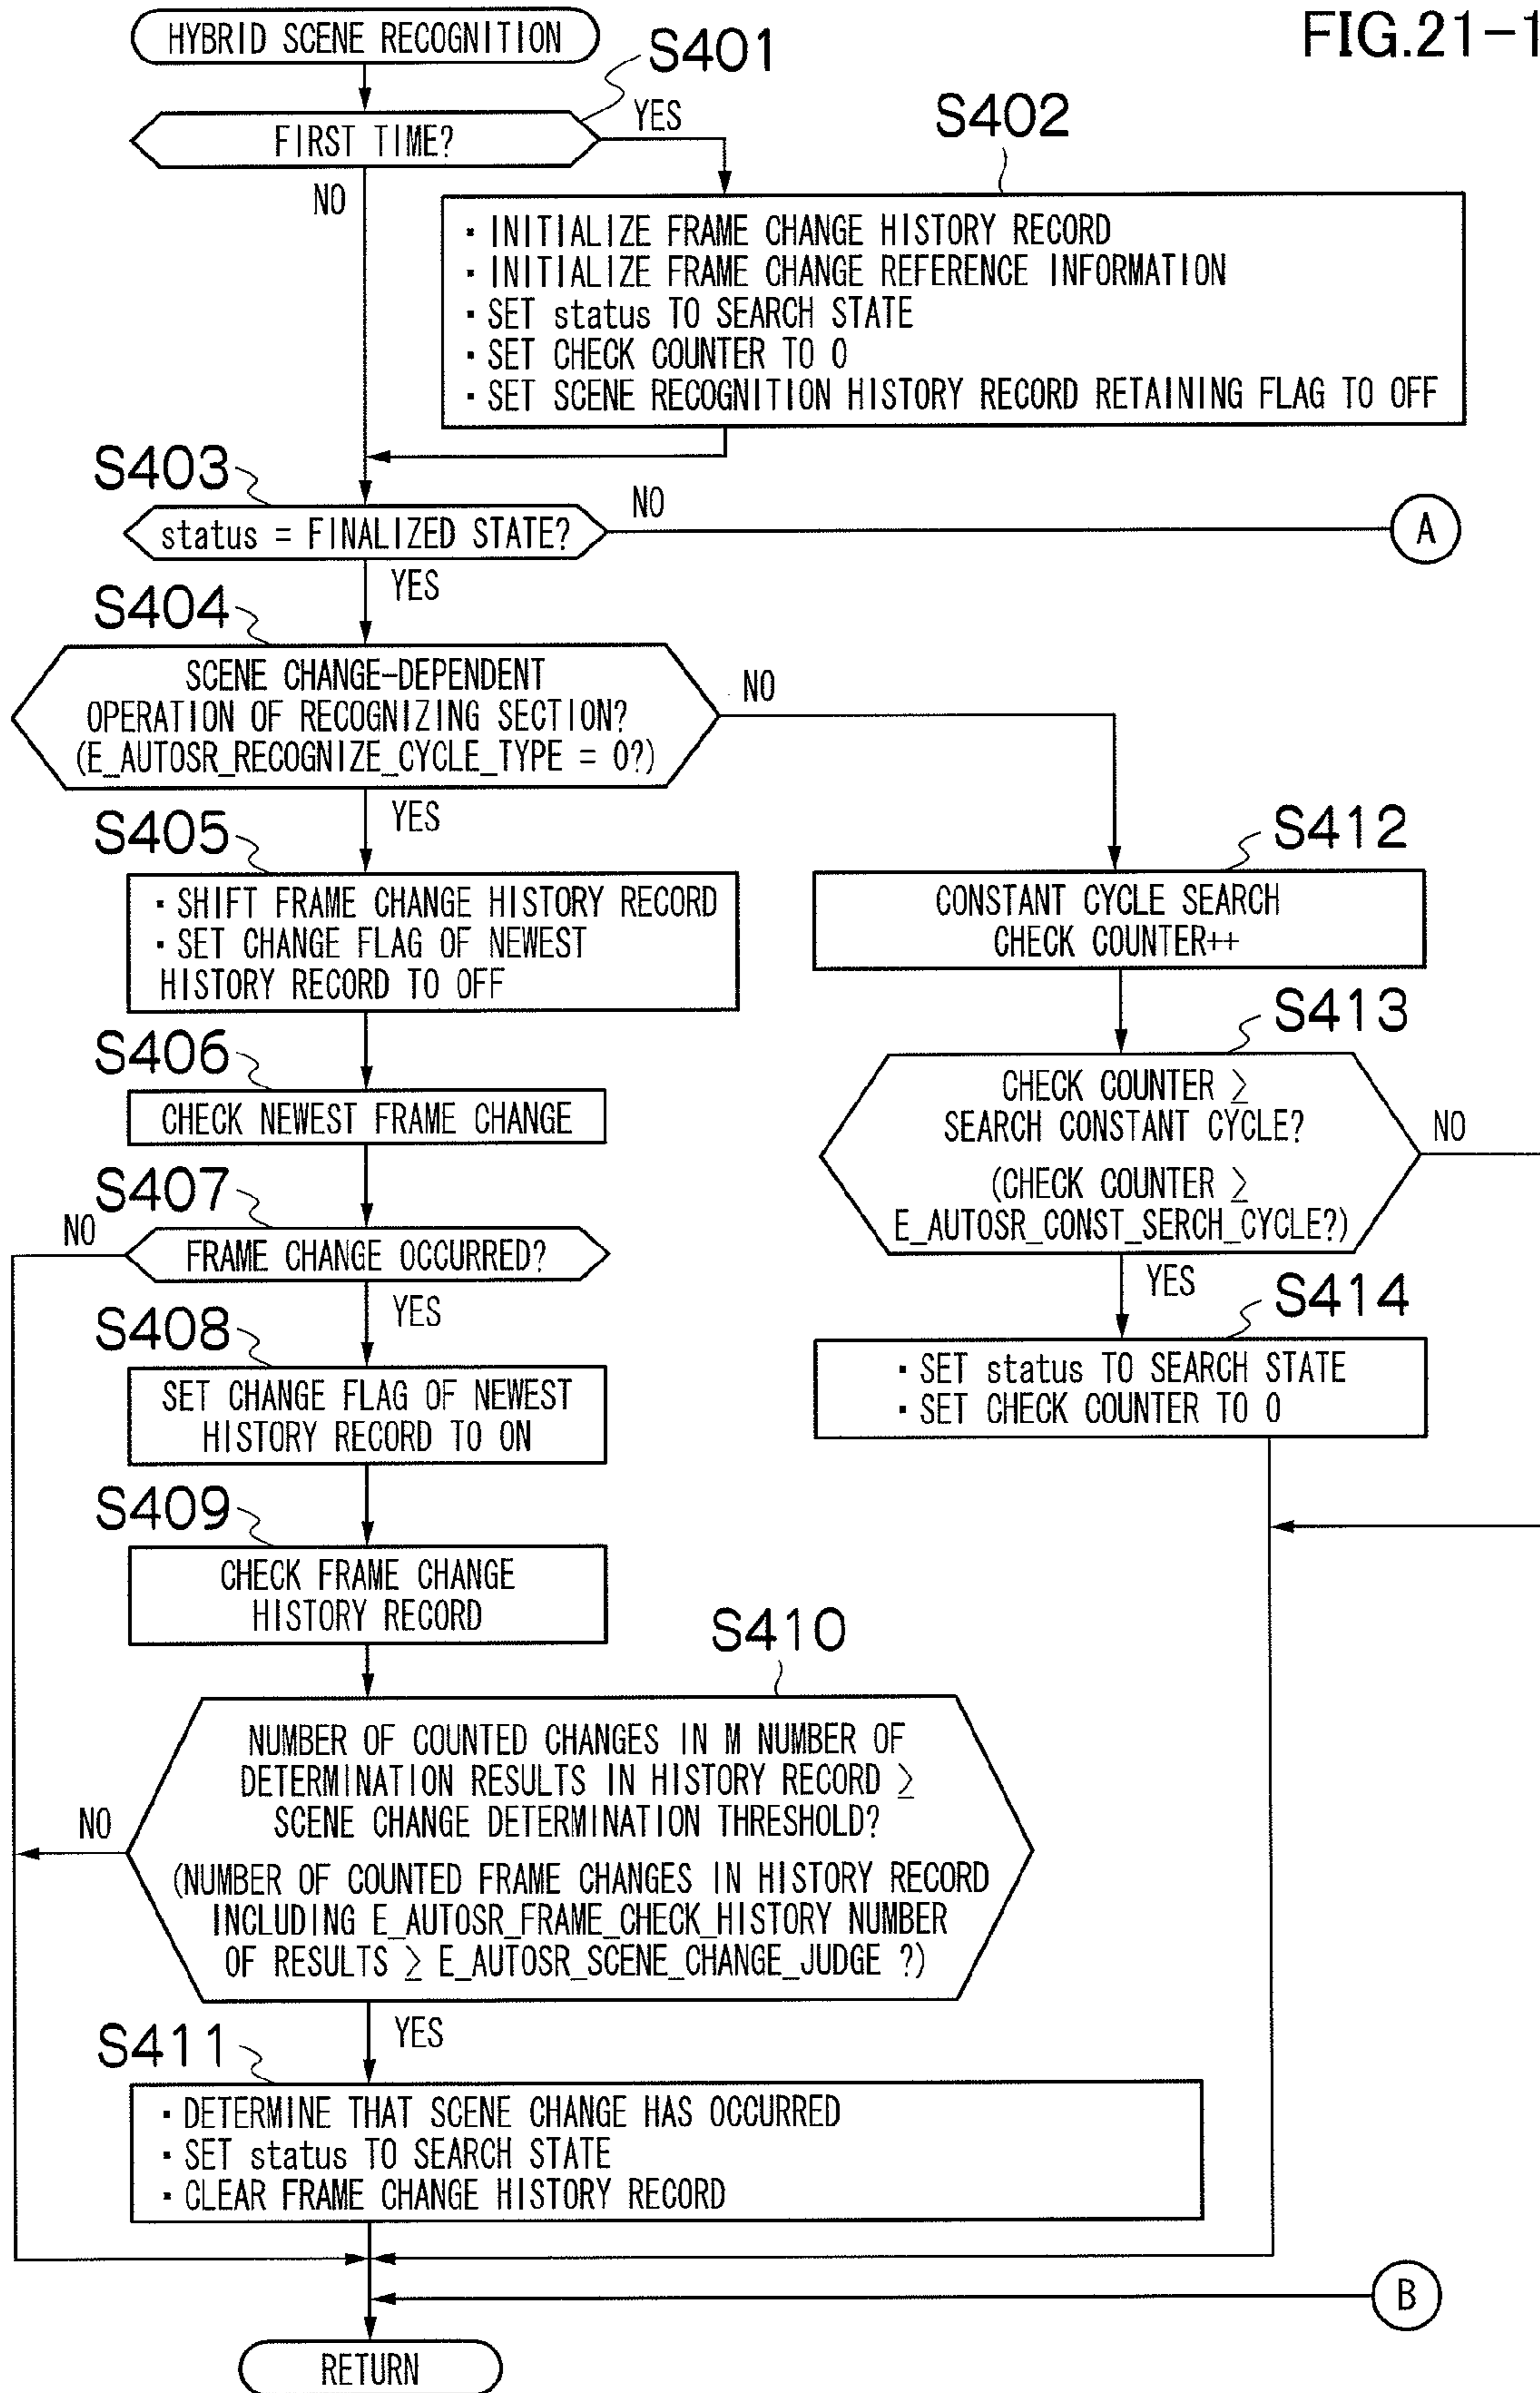 FIG.21-1
HYBRID SCENE RECOGNITION
S401
FIRST TIME?
YES
NO
S402
· INITIALIZE FRAME CHANGE HISTORY RECORD
· INITIALIZE FRAME CHANGE REFERENCE INFORMATION
· SET status TO SEARCH STATE
· SET CHECK COUNTER TO 0
· SET SCENE RECOGNITION HISTORY RECORD RETAINING FLAG TO OFF
S403
status = FINALIZED STATE?
NO
A
YES
S404
SCENE CHANGE-DEPENDENT
OPERATION OF RECOGNIZING SECTION?
(E_AUTOSR_RECOGNIZE_CYCLE_TYPE = 0?)
NO
YES
S405
· SHIFT FRAME CHANGE HISTORY RECORD
· SET CHANGE FLAG OF NEWEST
HISTORY RECORD TO OFF
S406
CHECK NEWEST FRAME CHANGE
S407
NO
FRAME CHANGE OCCURRED?
YES
S408
SET CHANGE FLAG OF NEWEST
HISTORY RECORD TO ON
S409
CHECK FRAME CHANGE
HISTORY RECORD
S410
NUMBER OF COUNTED CHANGES IN M NUMBER OF
DETERMINATION RESULTS IN HISTORY RECORD ≥
SCENE CHANGE DETERMINATION THRESHOLD?
(NUMBER OF COUNTED FRAME CHANGES IN HISTORY RECORD
INCLUDING E_AUTOSR_FRAME_CHECK_HISTORY NUMBER
OF RESULTS ≥ E_AUTOSR_SCENE_CHANGE_JUDGE ?)
NO
YES
S411
· DETERMINE THAT SCENE CHANGE HAS OCCURRED
· SET status TO SEARCH STATE
· CLEAR FRAME CHANGE HISTORY RECORD
S412
CONSTANT CYCLE SEARCH
CHECK COUNTER++
S413
CHECK COUNTER ≥
SEARCH CONSTANT CYCLE?
(CHECK COUNTER ≥
E_AUTOSR_CONST_SERCH_CYCLE?)
NO
YES
S414
· SET status TO SEARCH STATE
· SET CHECK COUNTER TO 0
B
RETURN